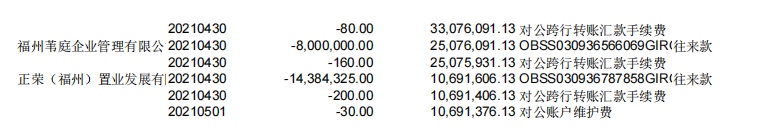 20210430 -80.00 33,076,091.13 对公跨行转账汇款手续费
福州苇庭企业管理有限公 20210430 -8,000,000.00 25,076,091.13 OBSS030936566069GIR 往来款
20210430 -160.00 25,075,931.13 对公跨行转账汇款手续费
正荣（福州）置业发展有 20210430 -14,384,325.00 10,691,606.13 OBSS030936787858GIR 往来款
20210430 -200.00 10,691,406.13 对公跨行转账汇款手续费
20210501 -30.00 10,691,376.13 对公账户维护费